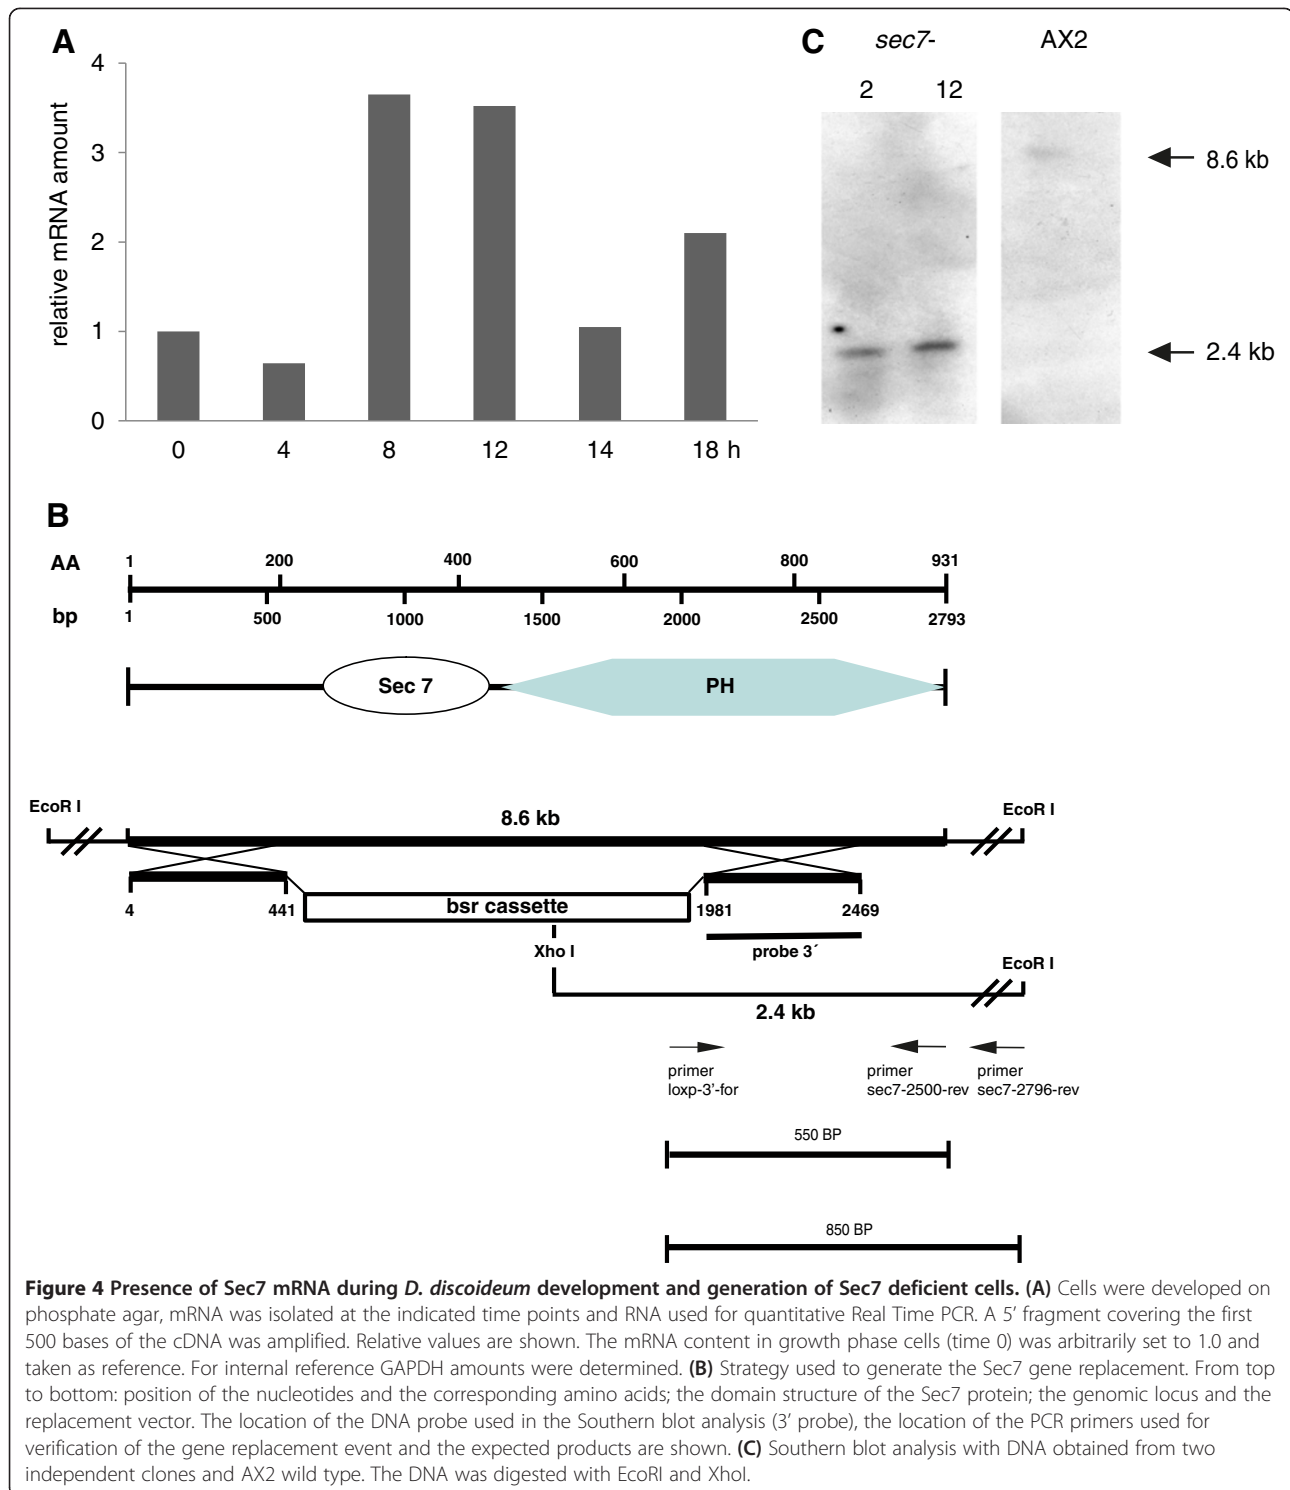 A
relative mRNA amount
4
3
2
1
0
0 4 8 12 14 18 h
C
sec7- AX2
2 12
8.6 kb
2.4 kb
B
AA
1 200 400 600 800 931
bp
1 500 1000 1500 2000 2500 2793
Sec 7 PH
EcoR I 8.6 kb EcoR I
4 441 bsr cassette 1981 2469
Xho I probe 3´ EcoR I
2.4 kb
primer primer primer
loxp-3'-for sec7-2500-rev sec7-2796-rev
550 BP
850 BP
Figure 4 Presence of Sec7 mRNA during D. discoideum development and generation of Sec7 deficient cells. (A) Cells were developed on
phosphate agar, mRNA was isolated at the indicated time points and RNA used for quantitative Real Time PCR. A 5′ fragment covering the first
500 bases of the cDNA was amplified. Relative values are shown. The mRNA content in growth phase cells (time 0) was arbitrarily set to 1.0 and
taken as reference. For internal reference GAPDH amounts were determined. (B) Strategy used to generate the Sec7 gene replacement. From top
to bottom: position of the nucleotides and the corresponding amino acids; the domain structure of the Sec7 protein; the genomic locus and the
replacement vector. The location of the DNA probe used in the Southern blot analysis (3′ probe), the location of the PCR primers used for
verification of the gene replacement event and the expected products are shown. (C) Southern blot analysis with DNA obtained from two
independent clones and AX2 wild type. The DNA was digested with EcoRI and XhoI.